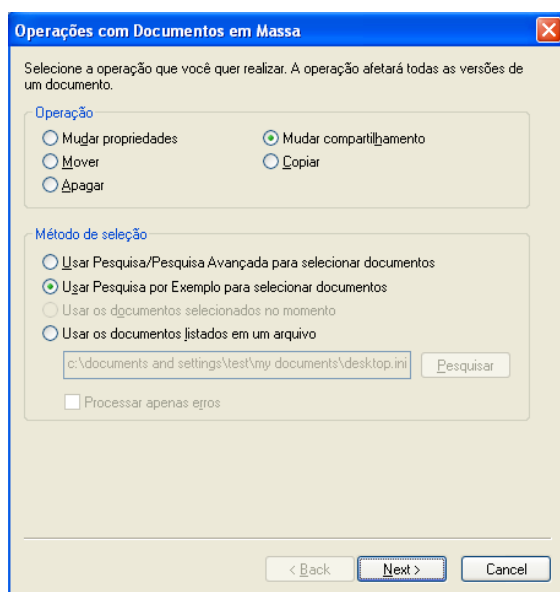 Operações com Documentos em Massa
Selecione a operação que você quer realizar. A operação afetará todas as versões de
um documento.
Operação
Mudar propriedades
Mudar compartilhamento
Mover
Copiar
Apagar
Método de seleção
Usar Pesquisa/Pesquisa Avançada para selecionar documentos
Usar Pesquisa por Exemplo para selecionar documentos
Usar os documentos selecionados no momento
Usar os documentos listados em um arquivo
c:\documents and settings\test\my documents\desktop.ini
Pesquisar
Processar apenas erros
< Back
Next >
Cancel